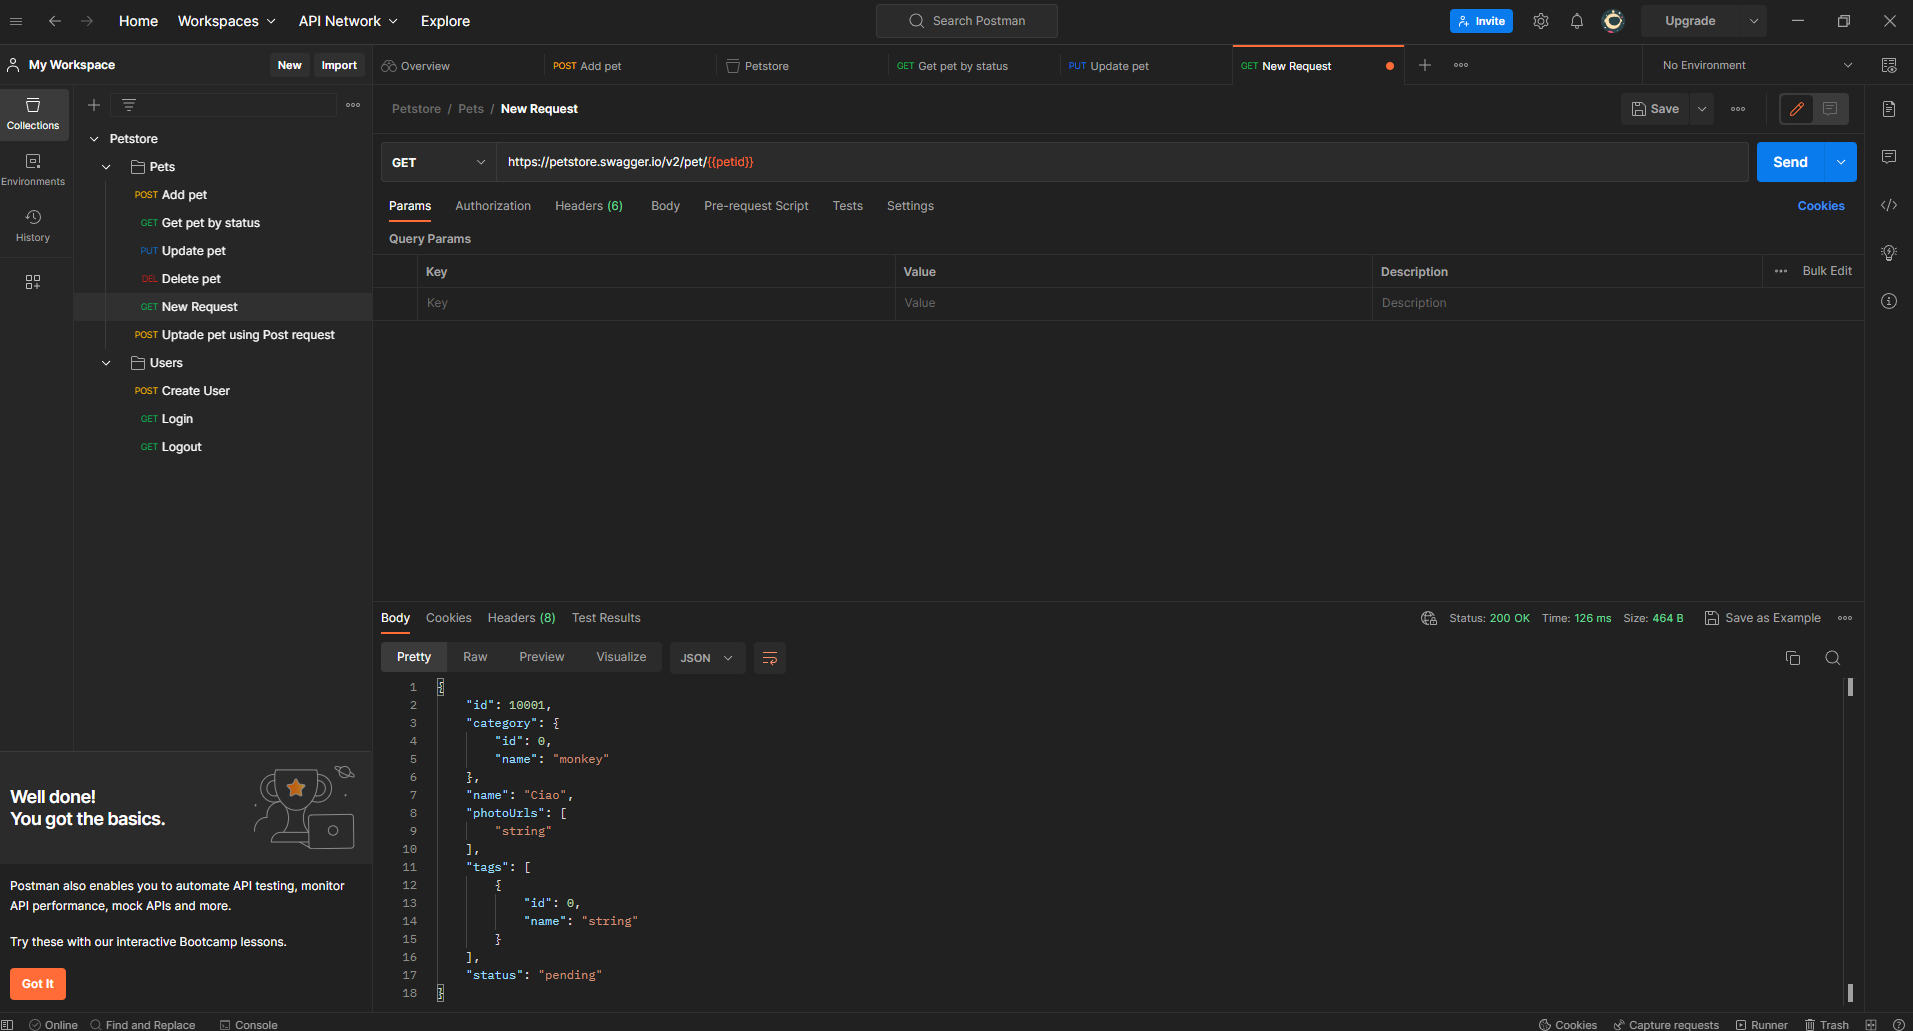 Home Workspaces API Network Explore Search Postman Invite Upgrade
My Workspace New Import
Overview POST Add pet Petstore GET Get pet by status PUT Update pet GET New Request No Environment
Collections
Environments
History
Petstore
Pets
POST Add pet
GET Get pet by status
PUT Update pet
DEL Delete pet
GET New Request
POST Uptade pet using Post request
Users
POST Create User
GET Login
GET Logout
Well done!
You got the basics.
Postman also enables you to automate API testing, monitor
API performance, mock APIs and more.
Try these with our interactive Bootcamp lessons.
Got It
Petstore / Pets / New Request Save
GET https://petstore.swagger.io/v2/pet/{{petid}} Send
Params Authorization Headers (6) Body Pre-request Script Tests Settings Cookies
Query Params
Key Value Description Bulk Edit
Key Value Description
Body Cookies Headers (8) Test Results Status: 200 OK Time: 126 ms Size: 464 B Save as Example
Pretty Raw Preview Visualize JSON
1 {
2 "id": 10001,
3 "category": {
4 "id": 0,
5 "name": "monkey"
6 },
7 "name": "Ciao",
8 "photoUrls": [
9 "string"
10 ],
11 "tags": [
12 {
13 "id": 0,
14 "name": "string"
15 }
16 ],
17 "status": "pending"
18 }
Online Find and Replace Console Cookies Capture requests Runner Trash